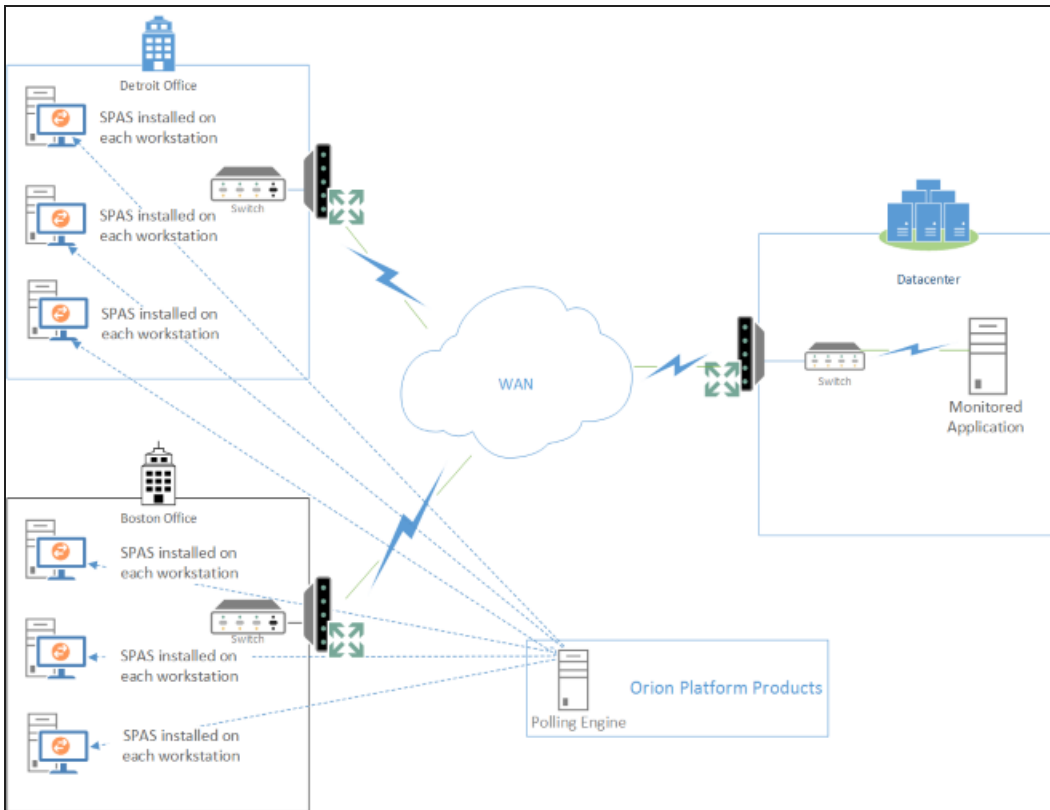 Detroit Office
SPAS installed on
each workstation
SPAS installed on
each workstation
SPAS installed on
each workstation
Switch
WAN
Datacenter
Switch
Monitored
Application
Boston Office
SPAS installed on
each workstation
SPAS installed on
each workstation
SPAS installed on
each workstation
Switch
Orion Platform Products
Polling Engine